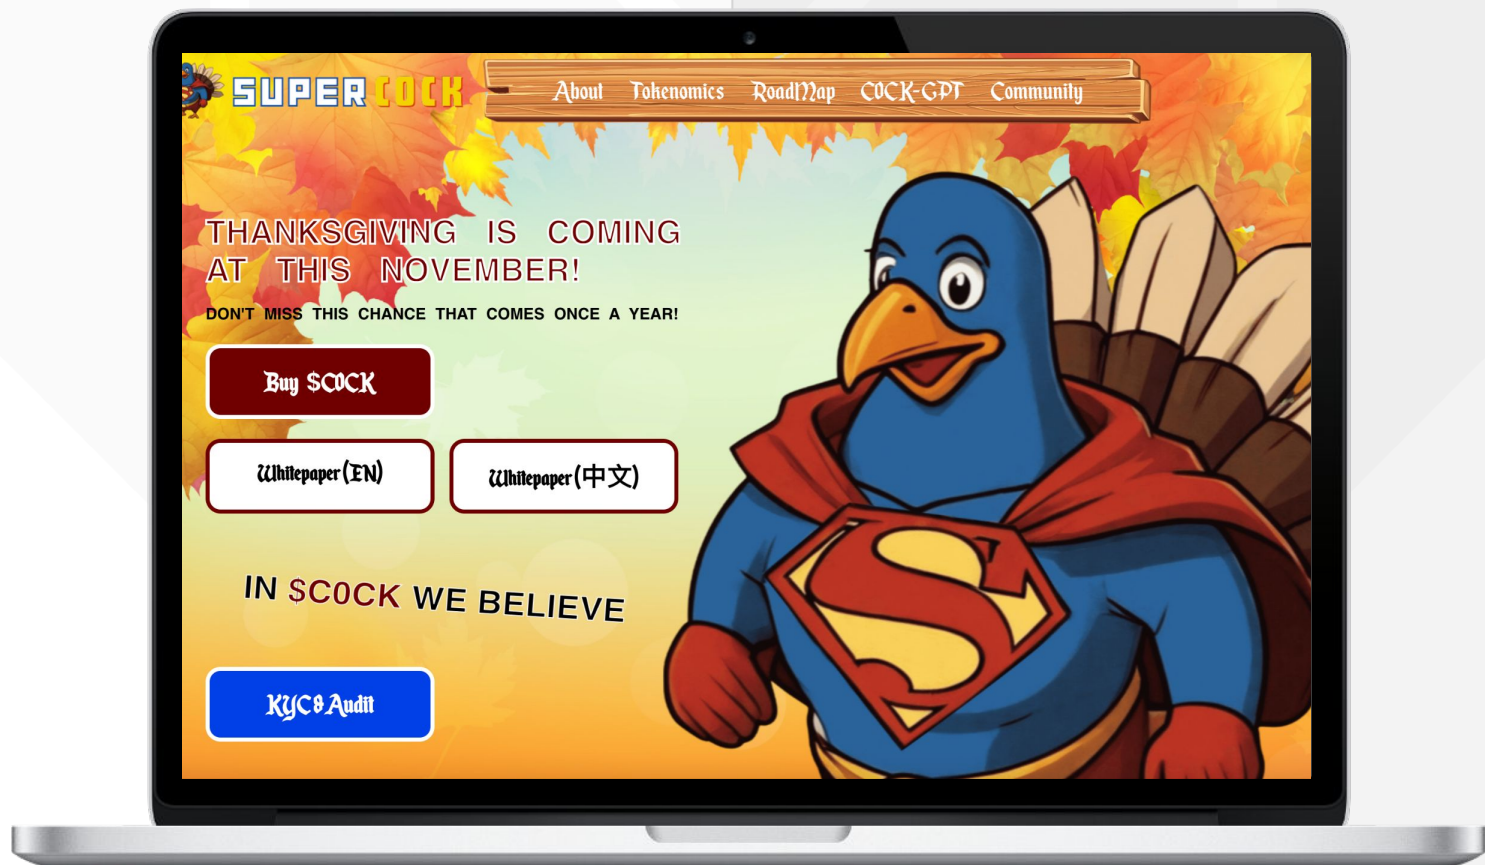 SUPER COCK
About Tokenomics RoadMap COCK-GPT Community
THANKSGIVING IS COMING
AT THIS NOVEMBER!
DON'T MISS THIS CHANCE THAT COMES ONCE A YEAR!
Buy $COCK
Whitepaper(EN) Whitepaper(中文)
IN $C0CK WE BELIEVE
KYC&Audit
S